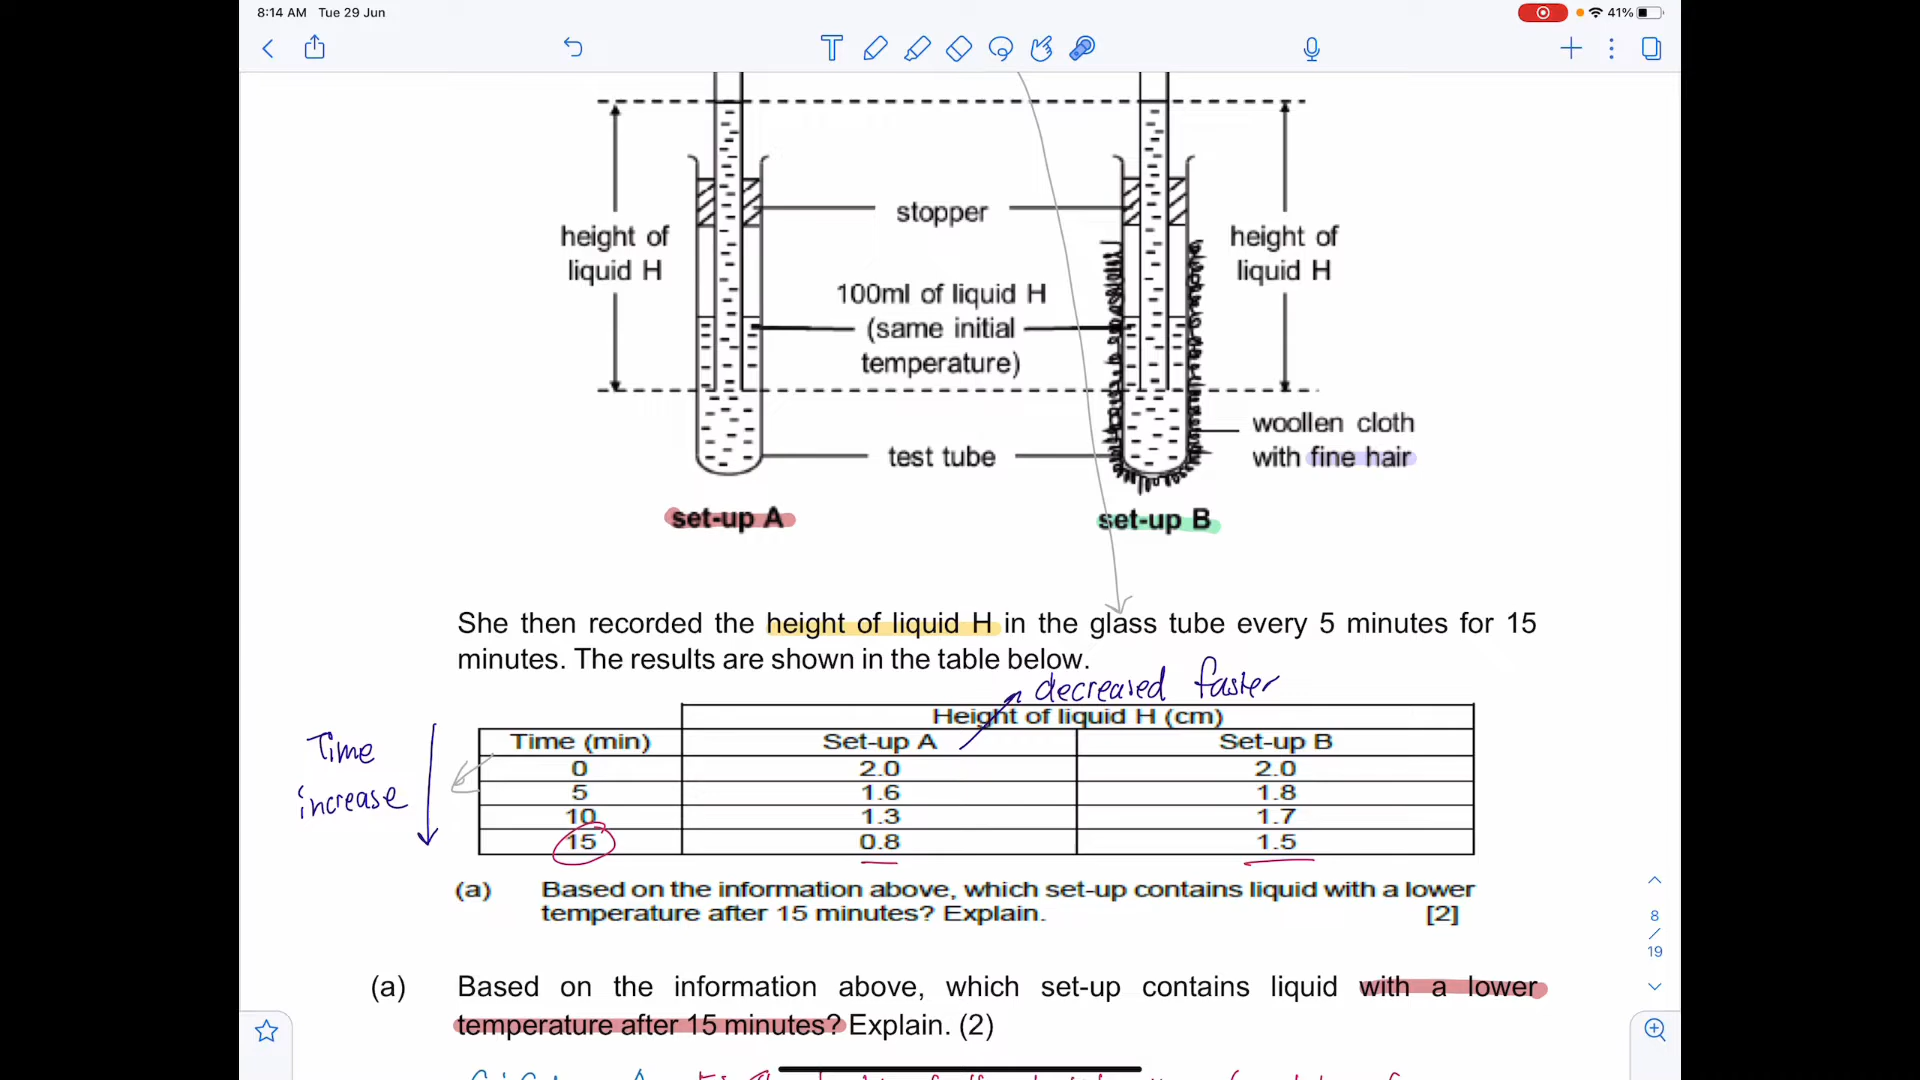 8:14 AM Tue 29 Jun
41%
T
height of
liquid H
stopper
height of
liquid H
100ml of liquid H
(same initial
temperature)
woollen cloth
with fine hair
test tube
set-up A
set-up B
She then recorded the height of liquid H in the glass tube every 5 minutes for 15
minutes. The results are shown in the table below.
decreased faster
Time
increase
Height of liquid H (cm)
Time (min) Set-up A Set-up B
0 2.0 2.0
5 1.6 1.8
10 1.3 1.7
15 0.8 1.5
(a) Based on the information above, which set-up contains liquid with a lower
temperature after 15 minutes? Explain. [2]
8
/
19
(a) Based on the information above, which set-up contains liquid with a lower
temperature after 15 minutes? Explain. (2)